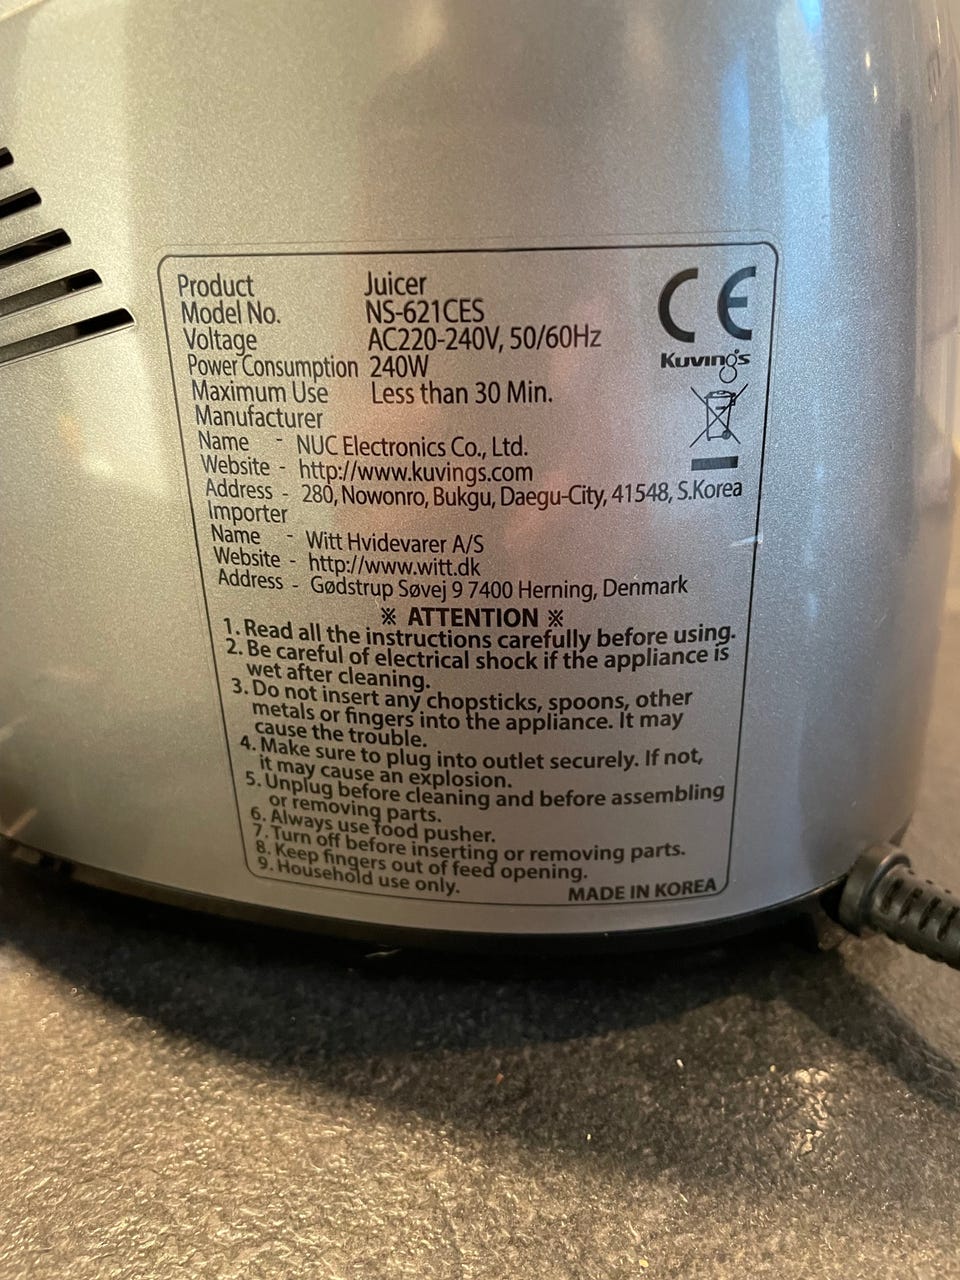 Product Juicer
Model No. NS-621CES
Voltage AC220-240V, 50/60Hz
Power Consumption 240W
Maximum Use Less than 30 Min.
Manufacturer
Name - NUC Electronics Co., Ltd.
Website - http://www.kuvings.com
Address - 280, Nowonro, Bukgu, Daegu-City, 41548, S.Korea
Importer
Name - Witt Hvidevarer A/S
Website - http://www.witt.dk
Address - Gødstrup Søvej 9 7400 Herning, Denmark
CE
Kuvings
※ ATTENTION ※
1. Read all the instructions carefully before using.
2. Be careful of electrical shock if the appliance is
wet after cleaning.
3. Do not insert any chopsticks, spoons, other
metals or fingers into the appliance. It may
cause the trouble.
4. Make sure to plug into outlet securely. If not,
it may cause an explosion.
5. Unplug before cleaning and before assembling
or removing parts.
6. Always use food pusher.
7. Turn off before inserting or removing parts.
8. Keep fingers out of feed opening.
9. Household use only.
MADE IN KOREA